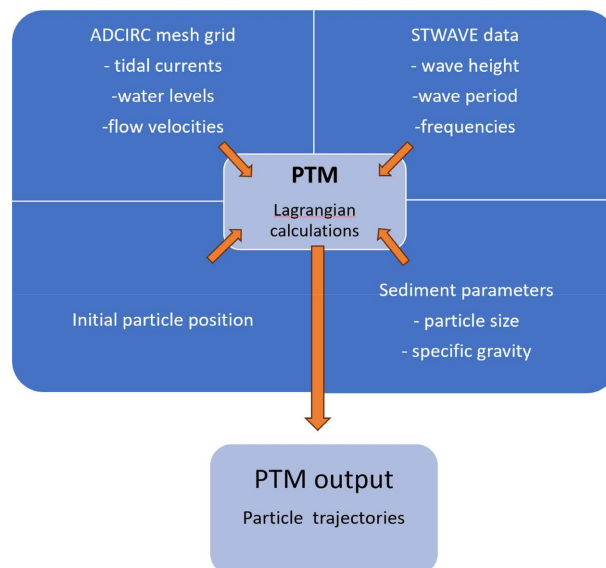 ADCIRC mesh grid
- tidal currents
-water levels
-flow velocities
STWAVE data
- wave height
-wave period
-frequencies
PTM
Lagrangian
calculations
Initial particle position
Sediment parameters
- particle size
- specific gravity
PTM output
Particle trajectories